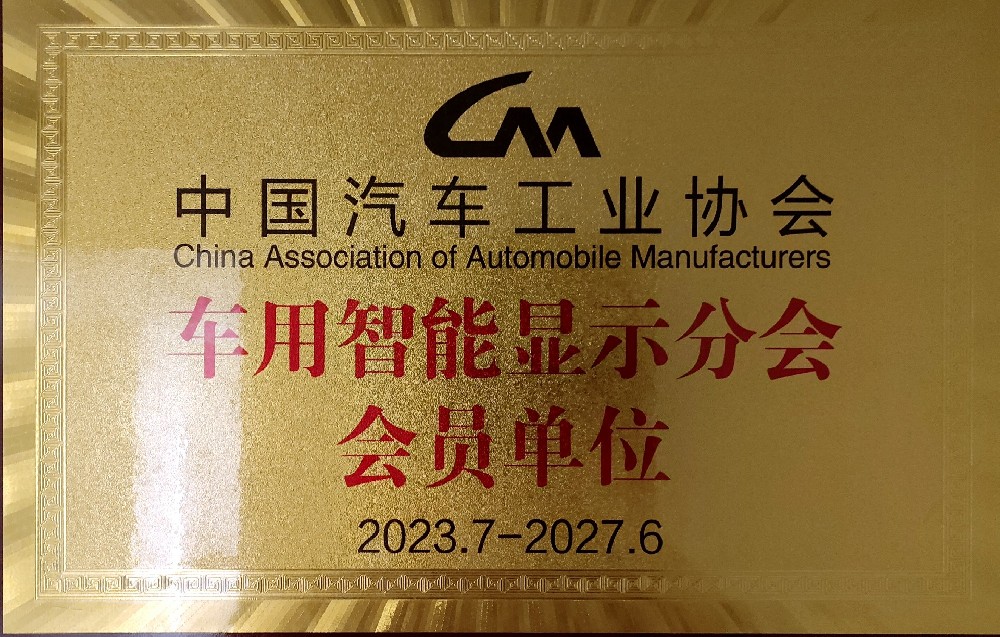 CM
中国汽车工业协会
China Association of Automobile Manufacturers
车用智能显示分会
会员单位
2023.7-2027.6